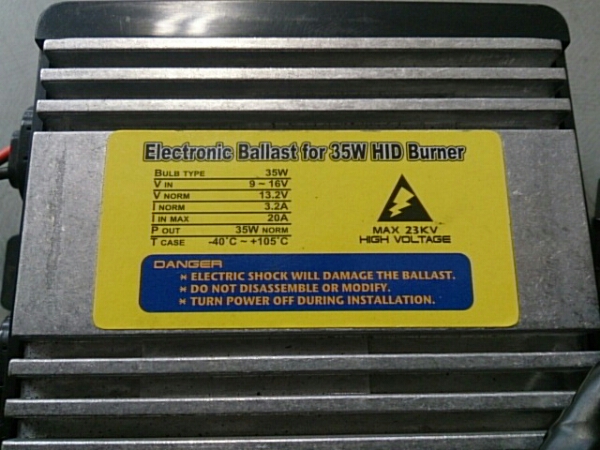 Electronic Ballast for 35W HID Burner
BULB TYPE 35W
V IN 9 ~ 16V
V NORM 13.2V
I NORM 3.2A
I IN MAX 20A
P OUT 35W NORM
T CASE -40°C ~ +105°C
MAX 23KV
HIGH VOLTAGE
DANGER
» ELECTRIC SHOCK WILL DAMAGE THE BALLAST.
» DO NOT DISASSEMBLE OR MODIFY.
» TURN POWER OFF DURING INSTALLATION.